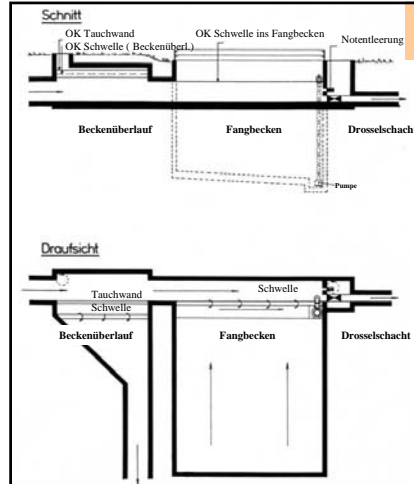 Schnitt
OK Tauchwand
OK Schwelle ins Fangbecken
Notentleerung
OK Schwelle ( Beckenüberl.)
Beckenüberlauf
Fangbecken
Drosselschacht
Pumpe
Draufsicht
Tauchwand
Schwelle
Schwelle
Beckenüberlauf
Fangbecken
Drosselschacht